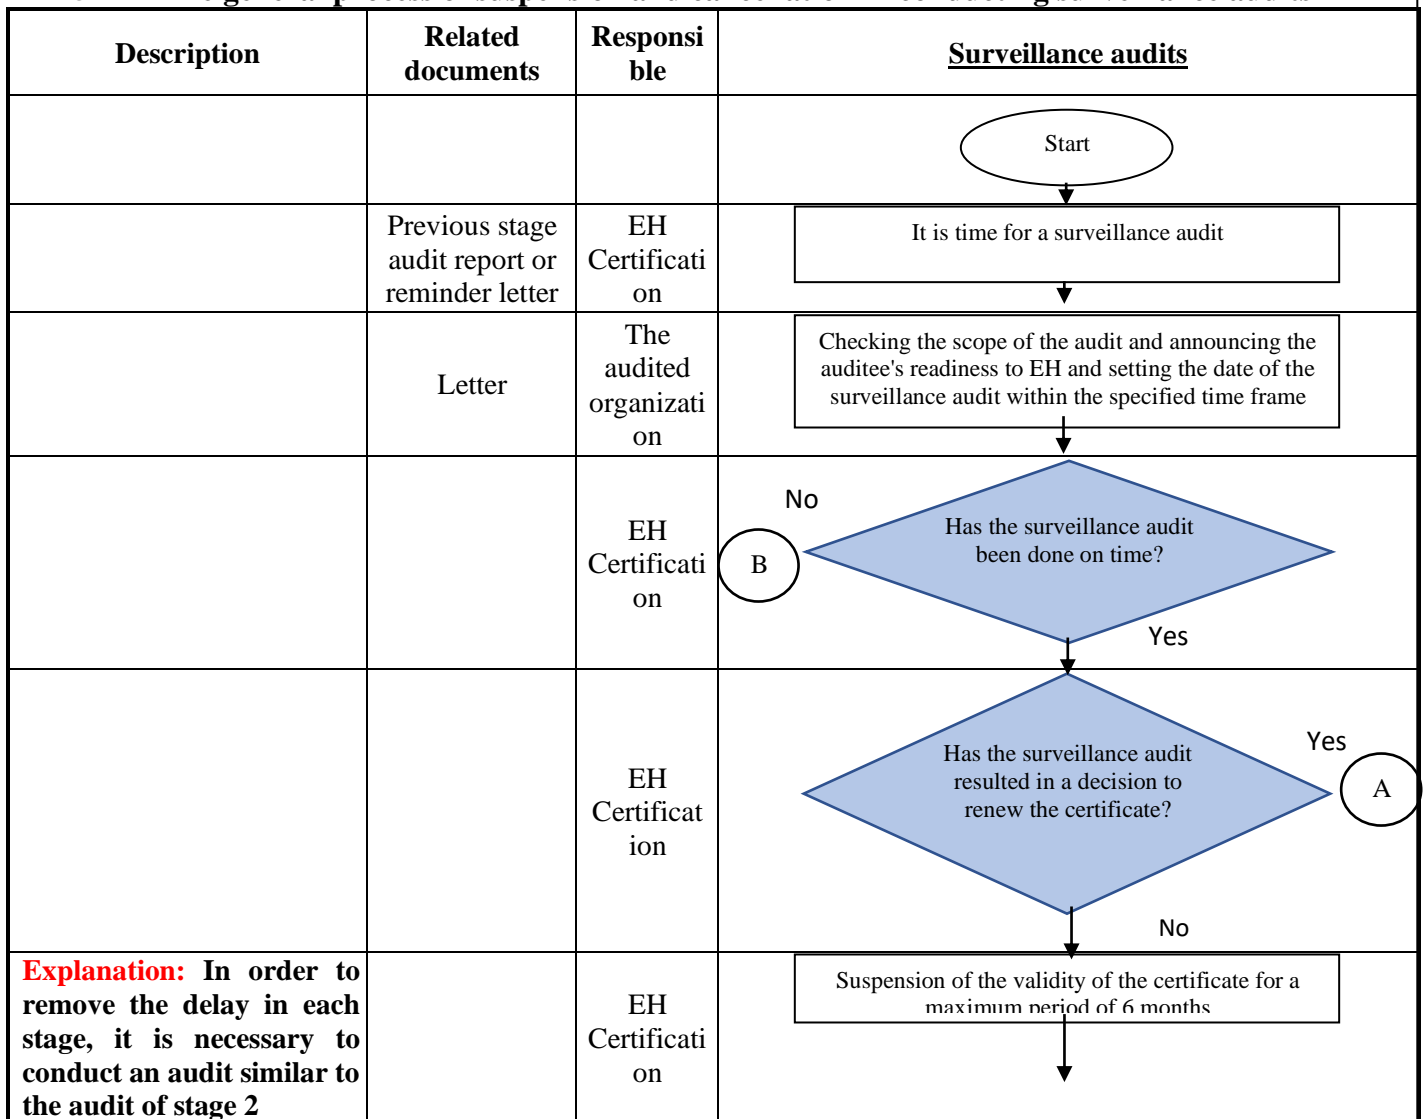 Description
Related
documents
Responsi
ble
Surveillance audits
Start
Previous stage
audit report or
reminder letter
EH
Certificati
on
It is time for a surveillance audit
Letter
The
audited
organizati
on
Checking the scope of the audit and announcing the
auditee's readiness to EH and setting the date of the
surveillance audit within the specified time frame
EH
Certificati
on
No
B
Has the surveillance audit
been done on time?
Yes
EH
Certificat
ion
Has the surveillance audit
resulted in a decision to
renew the certificate?
Yes
A
No
Explanation: In order to
remove the delay in each
stage, it is necessary to
conduct an audit similar to
the audit of stage 2
EH
Certificati
on
Suspension of the validity of the certificate for a
maximum period of 6 months